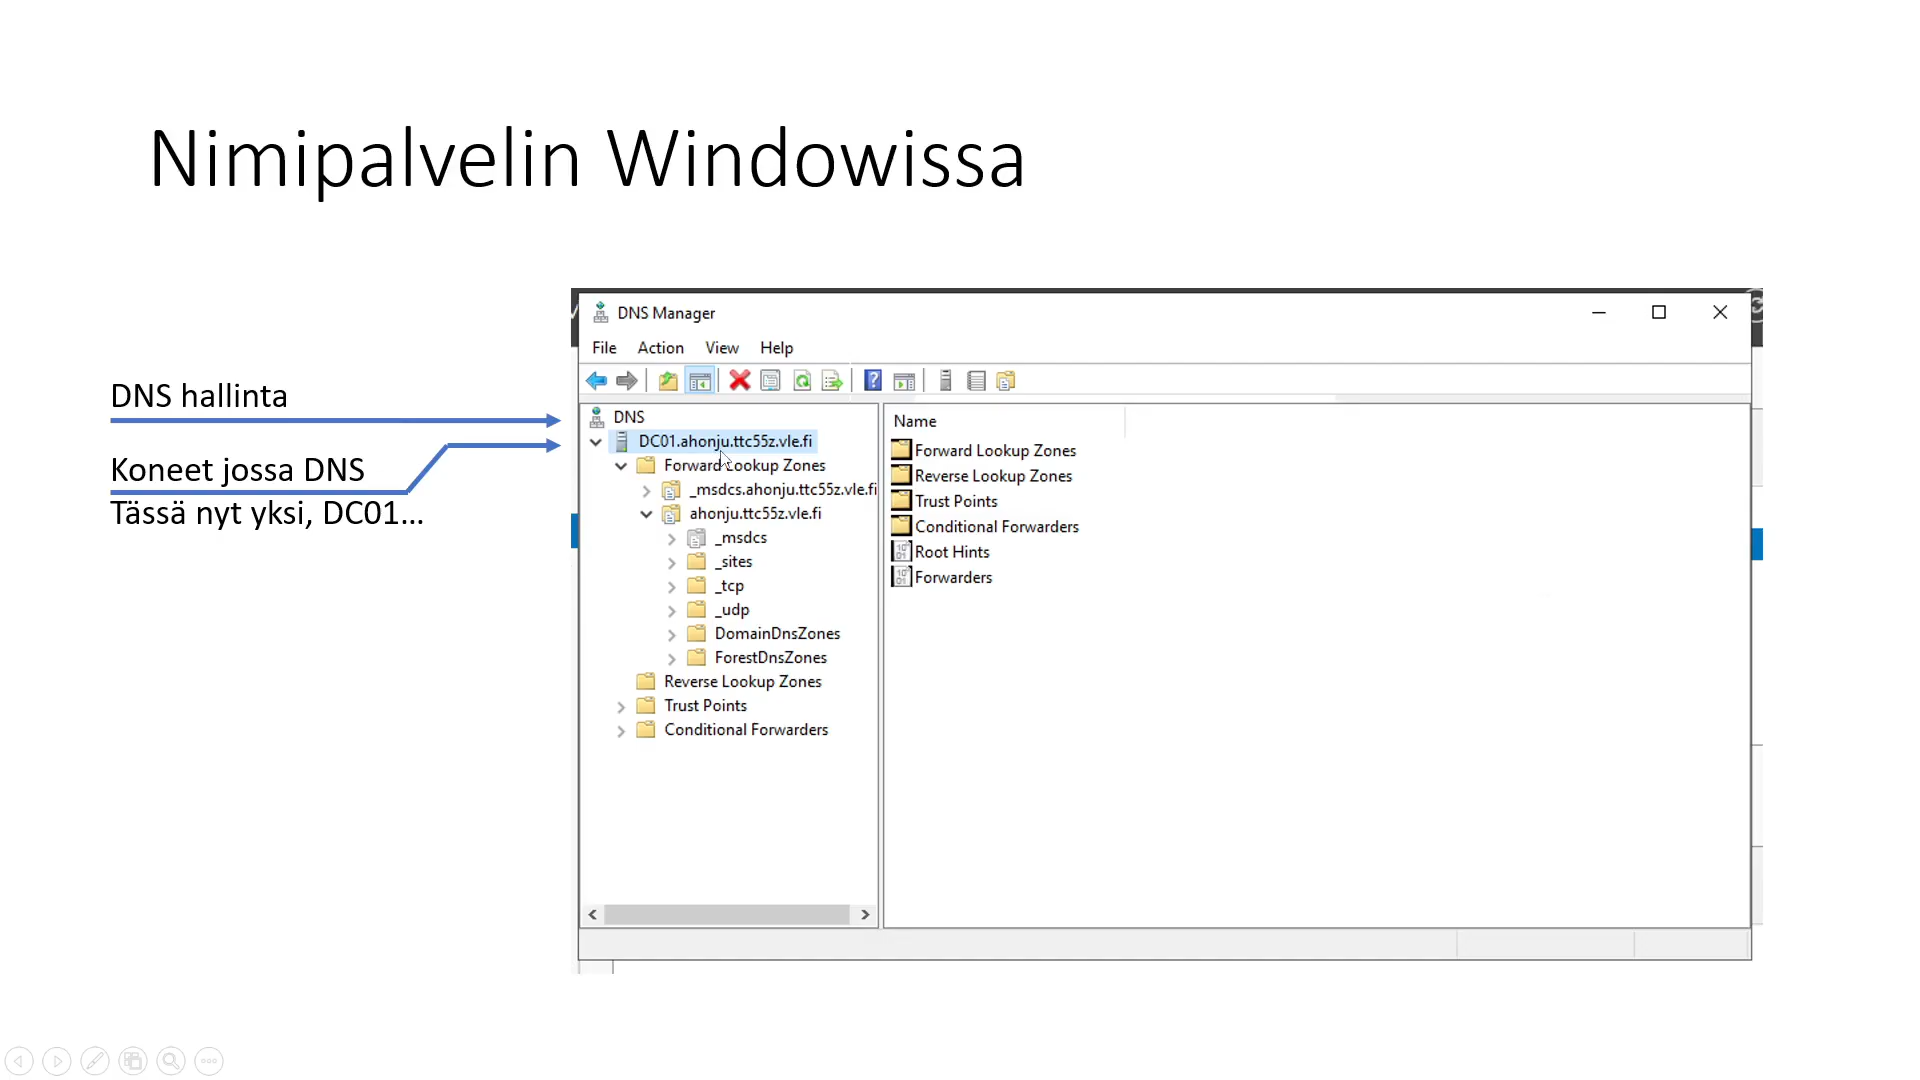 Nimipalvelin Windowissa
DNS hallinta
Koneet jossa DNS
Tässä nyt yksi, DC01...
DNS Manager
File Action View Help
DNS
DC01.ahonju.ttc55z.vle.fi
Forward Lookup Zones
_msdcs.ahonju.ttc55z.vle.fi
ahonju.ttc55z.vle.fi
_msdcs
_sites
_tcp
_udp
DomainDnsZones
ForestDnsZones
Reverse Lookup Zones
Trust Points
Conditional Forwarders
Name
Forward Lookup Zones
Reverse Lookup Zones
Trust Points
Conditional Forwarders
Root Hints
Forwarders